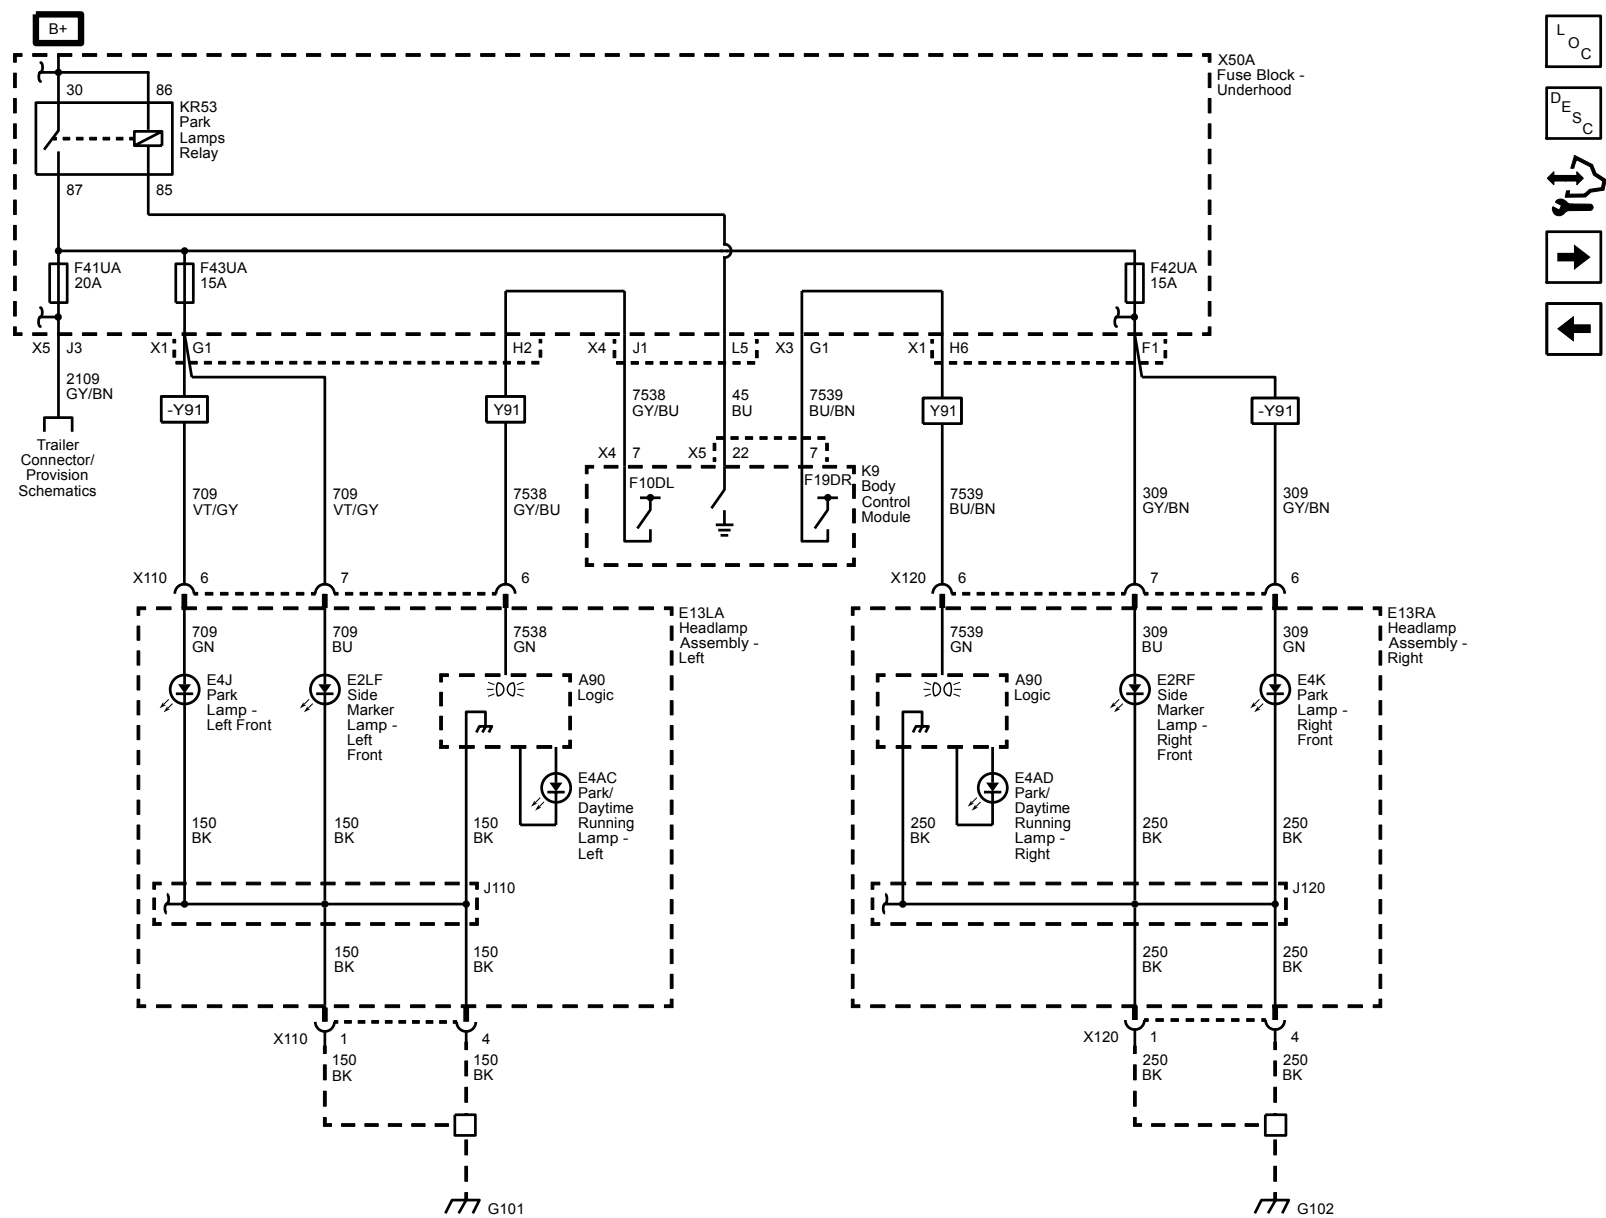 B+
L
O
C
X50A
Fuse Block -
Underhood
30
86
D
E
S
C
KR53
Park
Lamps
Relay
87
85
F41UA
20A
F43UA
15A
F42UA
15A
X5
J3
X1
G1
H2
X4
J1
L5
X3
G1
X1
H6
F1
2109
GY/BN
7538
GY/BU
45
BU
7539
BU/BN
-Y91
Y91
Y91
-Y91
Trailer
Connector/
Provision
Schematics
X4
7
X5
22
7
K9
Body
Control
Module
F10DL
F19DR
709
VT/GY
709
VT/GY
7538
GY/BU
7539
BU/BN
309
GY/BN
309
GY/BN
X110
6
7
6
X120
6
7
6
E13LA
Headlamp
Assembly -
Left
E13RA
Headlamp
Assembly -
Right
709
GN
709
BU
7538
GN
7539
GN
309
BU
309
GN
E4J
Park
Lamp -
Left Front
E2LF
Side
Marker
Lamp -
Left
Front
A90
Logic
A90
Logic
E2RF
Side
Marker
Lamp -
Right
Front
E4K
Park
Lamp -
Right
Front
E4AC
Park/
Daytime
Running
Lamp -
Left
E4AD
Park/
Daytime
Running
Lamp -
Right
150
BK
150
BK
150
BK
250
BK
250
BK
250
BK
J110
J120
150
BK
150
BK
250
BK
250
BK
X110
1
4
X120
1
4
150
BK
150
BK
250
BK
250
BK
G101
G102